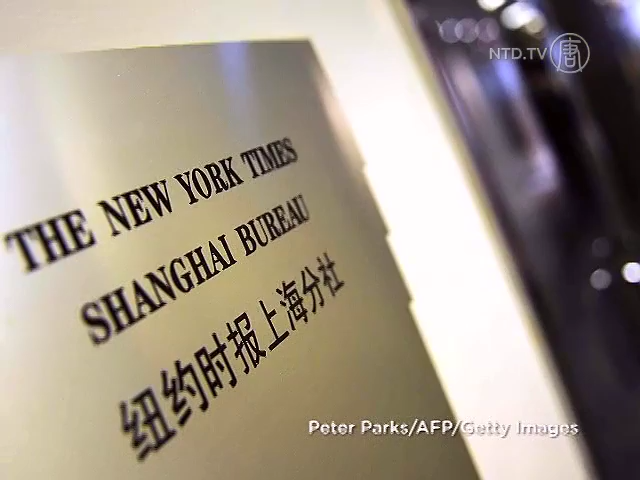 NTD.TV 唐
THE NEW YORK TIMES
SHANGHAI BUREAU
纽约时报上海分社
Peter Parks/AFP/Getty Images